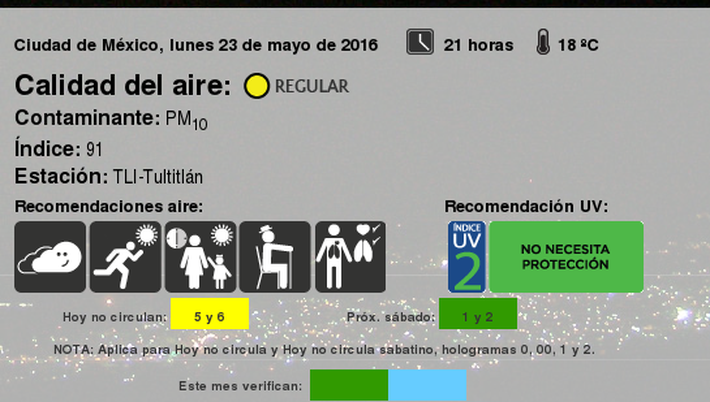 Ciudad de México, lunes 23 de mayo de 2016 21 horas 18 ºC
Calidad del aire: REGULAR
Contaminante: PM10
Índice: 91
Estación: TLI-Tultitlán
Recomendaciones aire: Recomendación UV:
ÍNDICE
UV
2
NO NECESITA
PROTECCIÓN
Hoy no circulan: 5 y 6 Próx. sábado: 1 y 2
NOTA: Aplica para Hoy no circula y Hoy no circula sabatino, hologramas 0, 00, 1 y 2.
Este mes verifican: